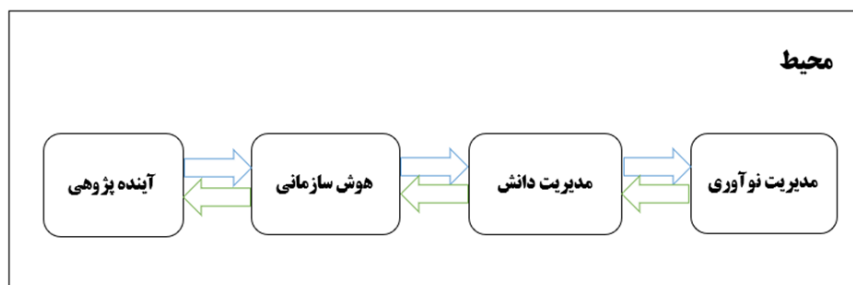 محیط
مدیریت نوآوری
مدیریت دانش
هوش سازمانی
آینده پژوهی